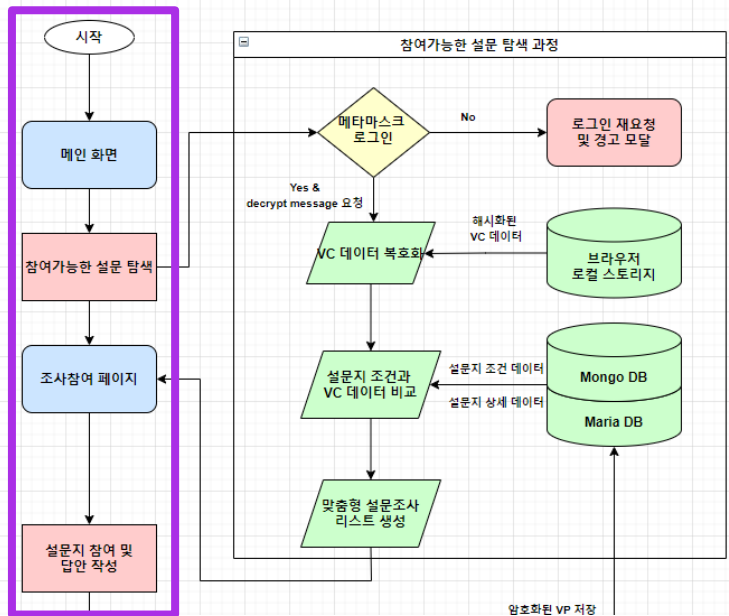 시작
메인 화면
참여가능한 설문 탐색
조사참여 페이지
설문지 참여 및
답안 작성
참여가능한 설문 탐색 과정
메타마스크
로그인
No
로그인 재요청
및 경고 모달
Yes &
decrypt message 요청
VC 데이터 복호화
해시화된
VC 데이터
브라우저
로컬 스토리지
설문지 조건과
VC 데이터 비교
설문지 조건 데이터
설문지 상세 데이터
Mongo DB
Maria DB
맞춤형 설문조사
리스트 생성
암호화된 VP 저장